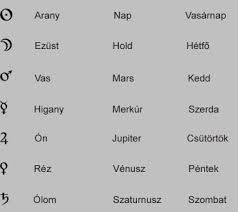 ☉ Arany Nap Vasárnap
☽ Ezüst Hold Hétfő
♂ Vas Mars Kedd
☿ Higany Merkúr Szerda
♃ Ón Jupiter Csütörtök
♀ Réz Vénusz Péntek
♄ Ólom Szaturnusz Szombat